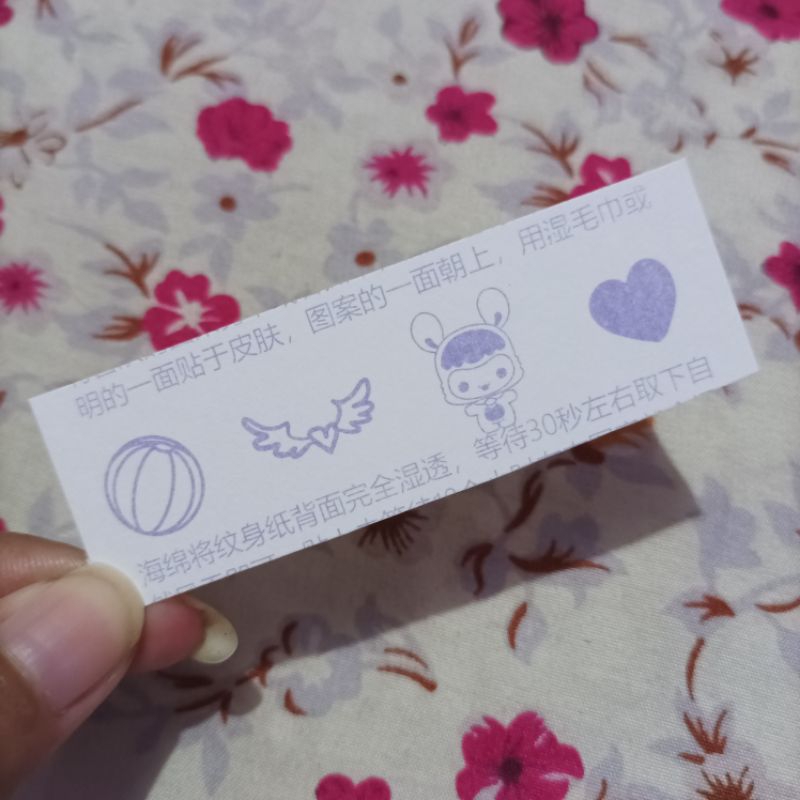 明的一面贴于皮肤，图案的一面朝上，用湿毛巾或
海绵将纹身纸背面完全湿透，等待30秒左右取下自